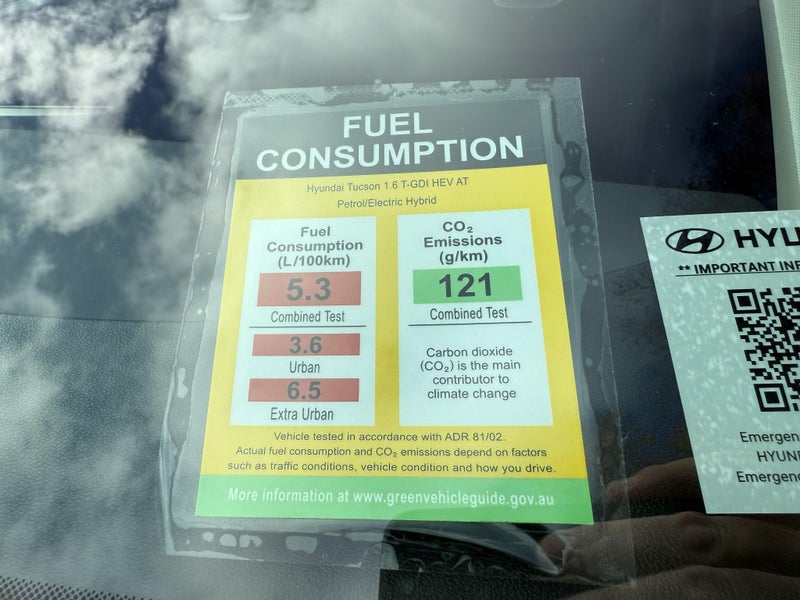 FUEL
CONSUMPTION
Hyundai Tucson 1.6 T-GDI HEV AT
Petrol/Electric Hybrid
Fuel
Consumption
(L/100km)
5.3
Combined Test
3.6
Urban
6.5
Extra Urban
CO₂
Emissions
(g/km)
121
Combined Test
Carbon dioxide
(CO₂) is the main
contributor to
climate change
Vehicle tested in accordance with ADR 81/02.
Actual fuel consumption and CO₂ emissions depend on factors
such as traffic conditions, vehicle condition and how you drive.
More information at www.greenvehicleguide.gov.au
HYU
** IMPORTANT INF
Emergen
HYUN
Emergen